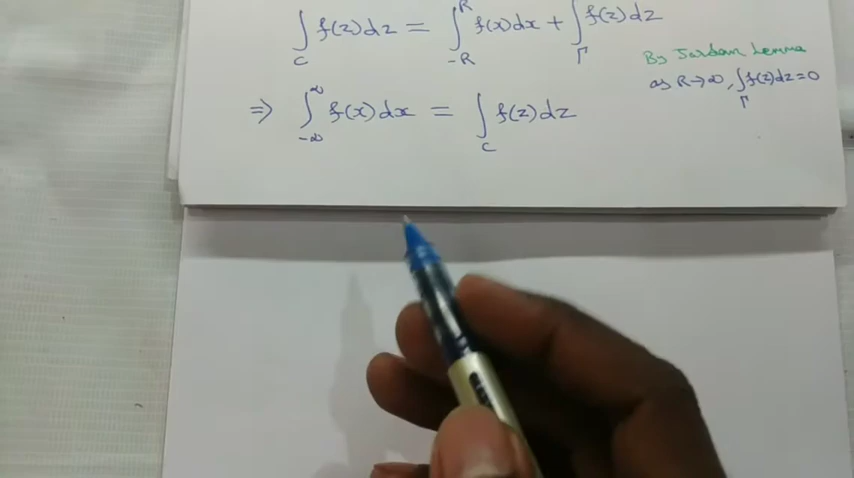 ∫_C f(z)dz = ∫_{-R}^{R} f(x)dx + ∫_Γ f(z)dz
By Jordan Lemma
as R→∞, ∫_Γ f(z)dz=0
⇒ ∫_{-∞}^{∞} f(x)dx = ∫_C f(z)dz